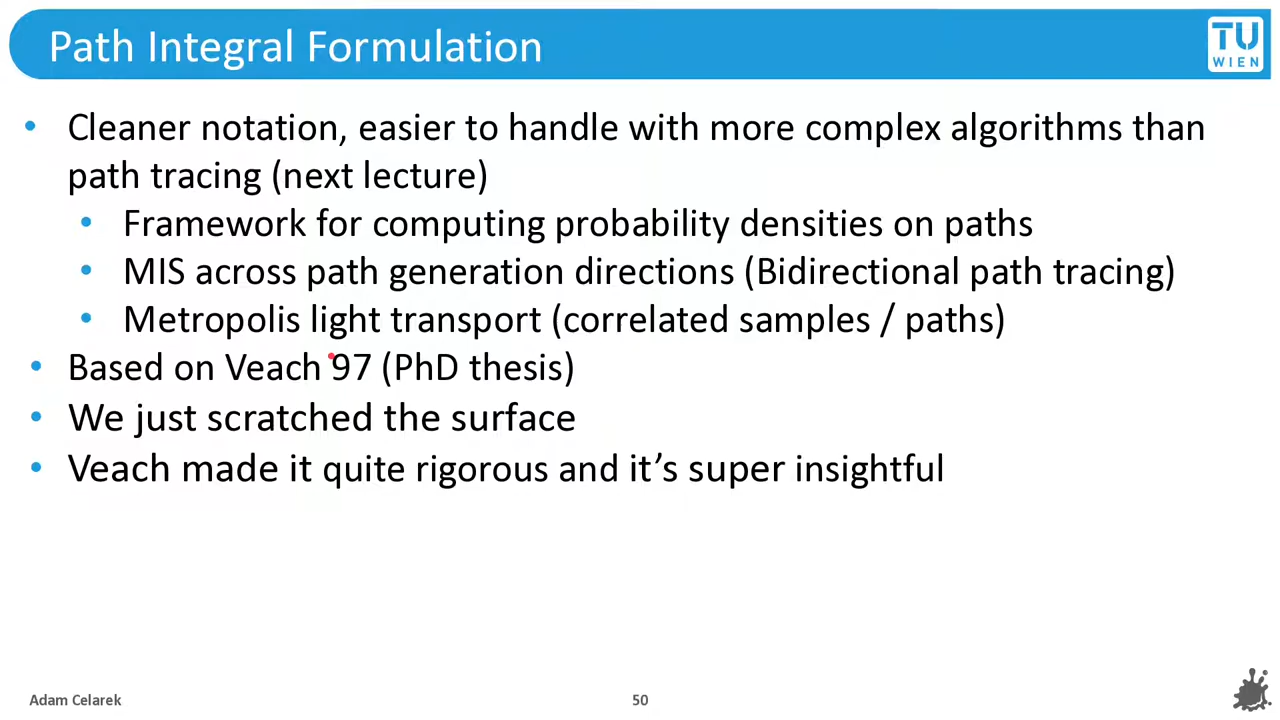 Path Integral Formulation
TU
WIEN
• Cleaner notation, easier to handle with more complex algorithms than
path tracing (next lecture)
• Framework for computing probability densities on paths
• MIS across path generation directions (Bidirectional path tracing)
• Metropolis light transport (correlated samples / paths)
• Based on Veach 97 (PhD thesis)
• We just scratched the surface
• Veach made it quite rigorous and it’s super insightful
Adam Celarek
50